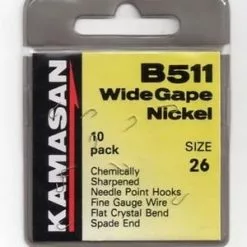 KAMASAN
B511
Wide Gape
Nickel
10
pack
SIZE
26
Chemically
Sharpened
Needle Point Hooks
Fine Gauge Wire
Flat Crystal Bend
Spade End